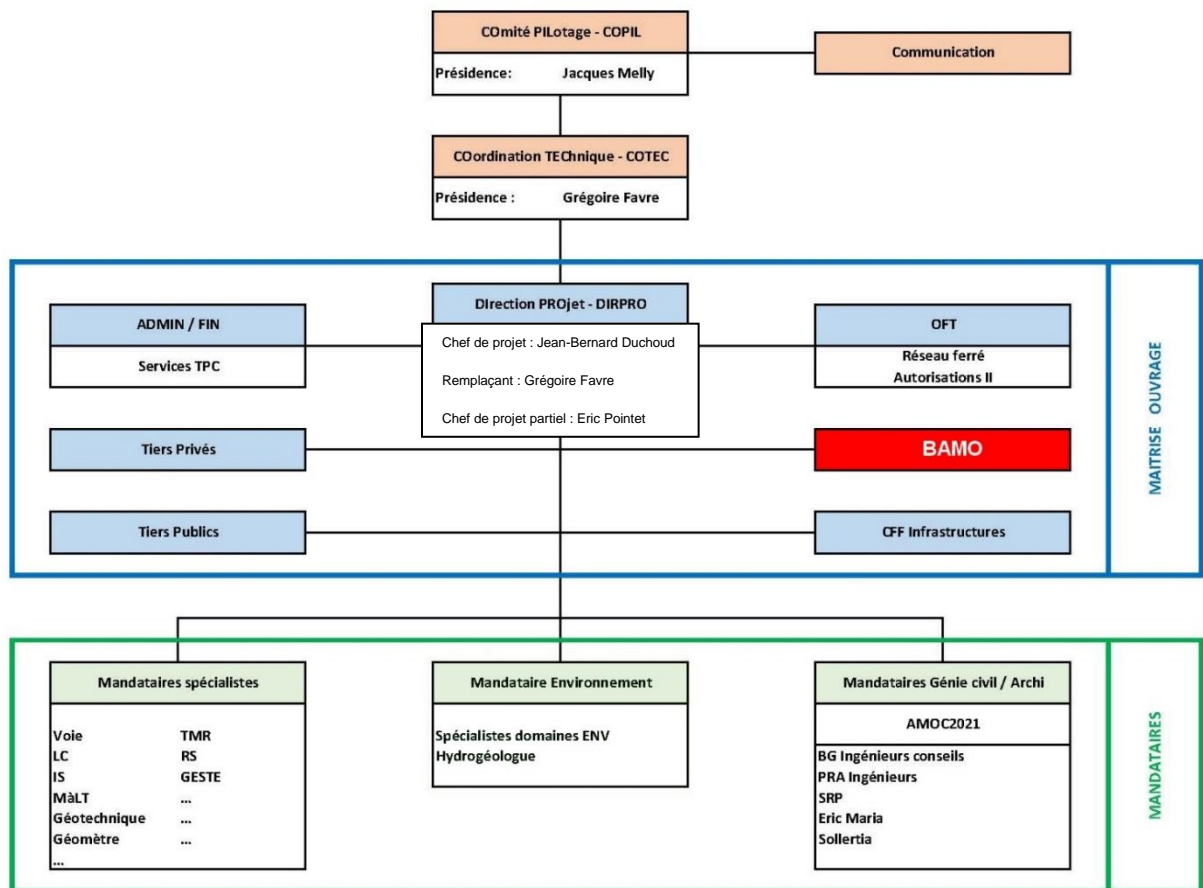 COmité PILotage - COPIL
Présidence: Jacques Melly
Communication
COordination TEChnique - COTEC
Présidence : Grégoire Favre
DIrection PROjet - DIRPRO
Chef de projet : Jean-Bernard Duchoud
Remplaçant : Grégoire Favre
Chef de projet partiel : Eric Pointet
ADMIN / FIN
Services TPC
OFT
Réseau ferré
Autorisations II
Tiers Privés
BAMO
Tiers Publics
CFF Infrastructures
MAITRISE OUVRAGE
Mandataires spécialistes
Voie TMR
LC RS
IS GESTE
MàLT ...
Géotechnique ...
Géomètre ...
...
Mandataire Environnement
Spécialistes domaines ENV
Hydrogéologue
Mandataires Génie civil / Archi
AMOC2021
BG Ingénieurs conseils
PRA Ingénieurs
SRP
Eric Maria
Sollertia
MANDATAIRES